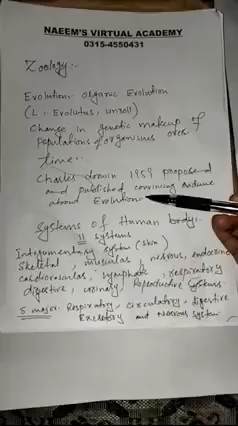 NAEEM'S VIRTUAL ACADEMY
0315-4550431
Zoology:-
Evolution:- Organic Evolution
(L: Evolutus, unroll)
Change in genetic makeup of
Populations of organisms over
time.
Charles darwin 1959 proposed
and published convincing evidence
about Evolution
Systems of Human body:-
11 systems
Integumentary System (skin)
Skeletal, muscular, nervous, endocrine
cardiovascular, lymphatic, respiratory
digestive, urinary, Reproductive systems.
5 major: Respiratory, circulatory, digestive
Excretory and Nervous system.